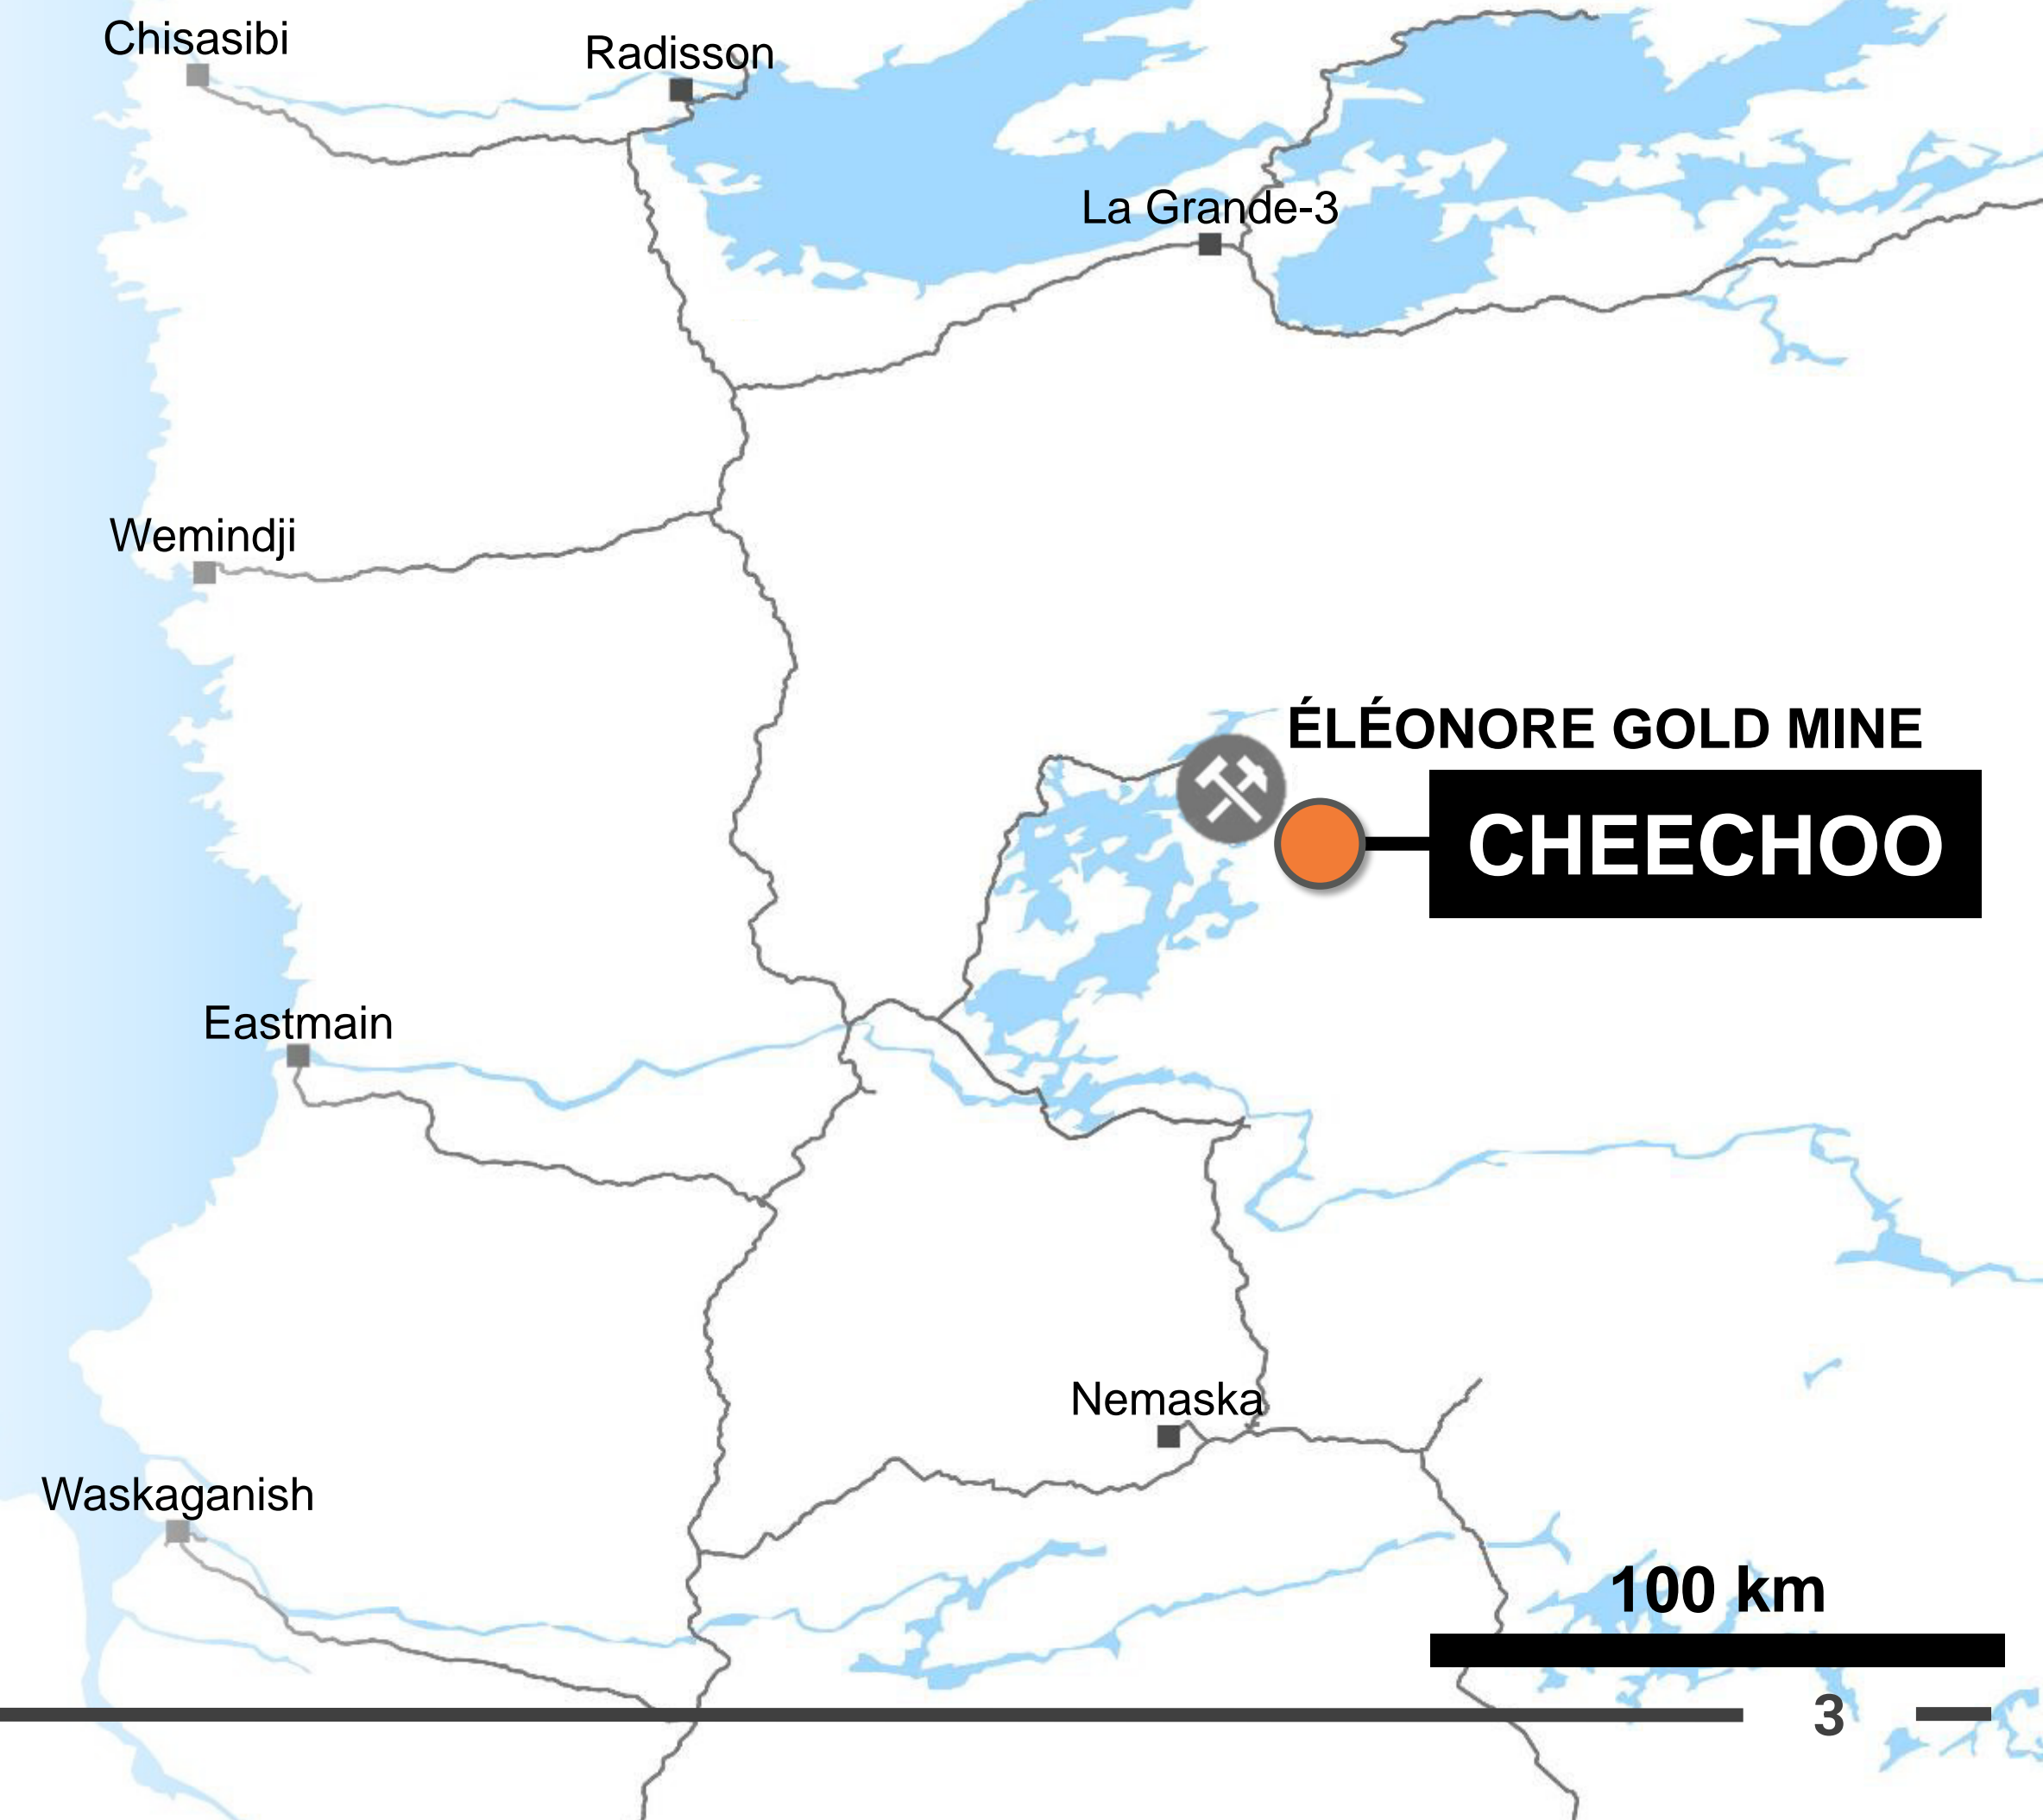 Chisasibi
Radisson
La Grande-3
Wemindji
ÉLÉONORE GOLD MINE
CHEECHOO
Eastmain
Nemaska
Waskaganish
100 km
3